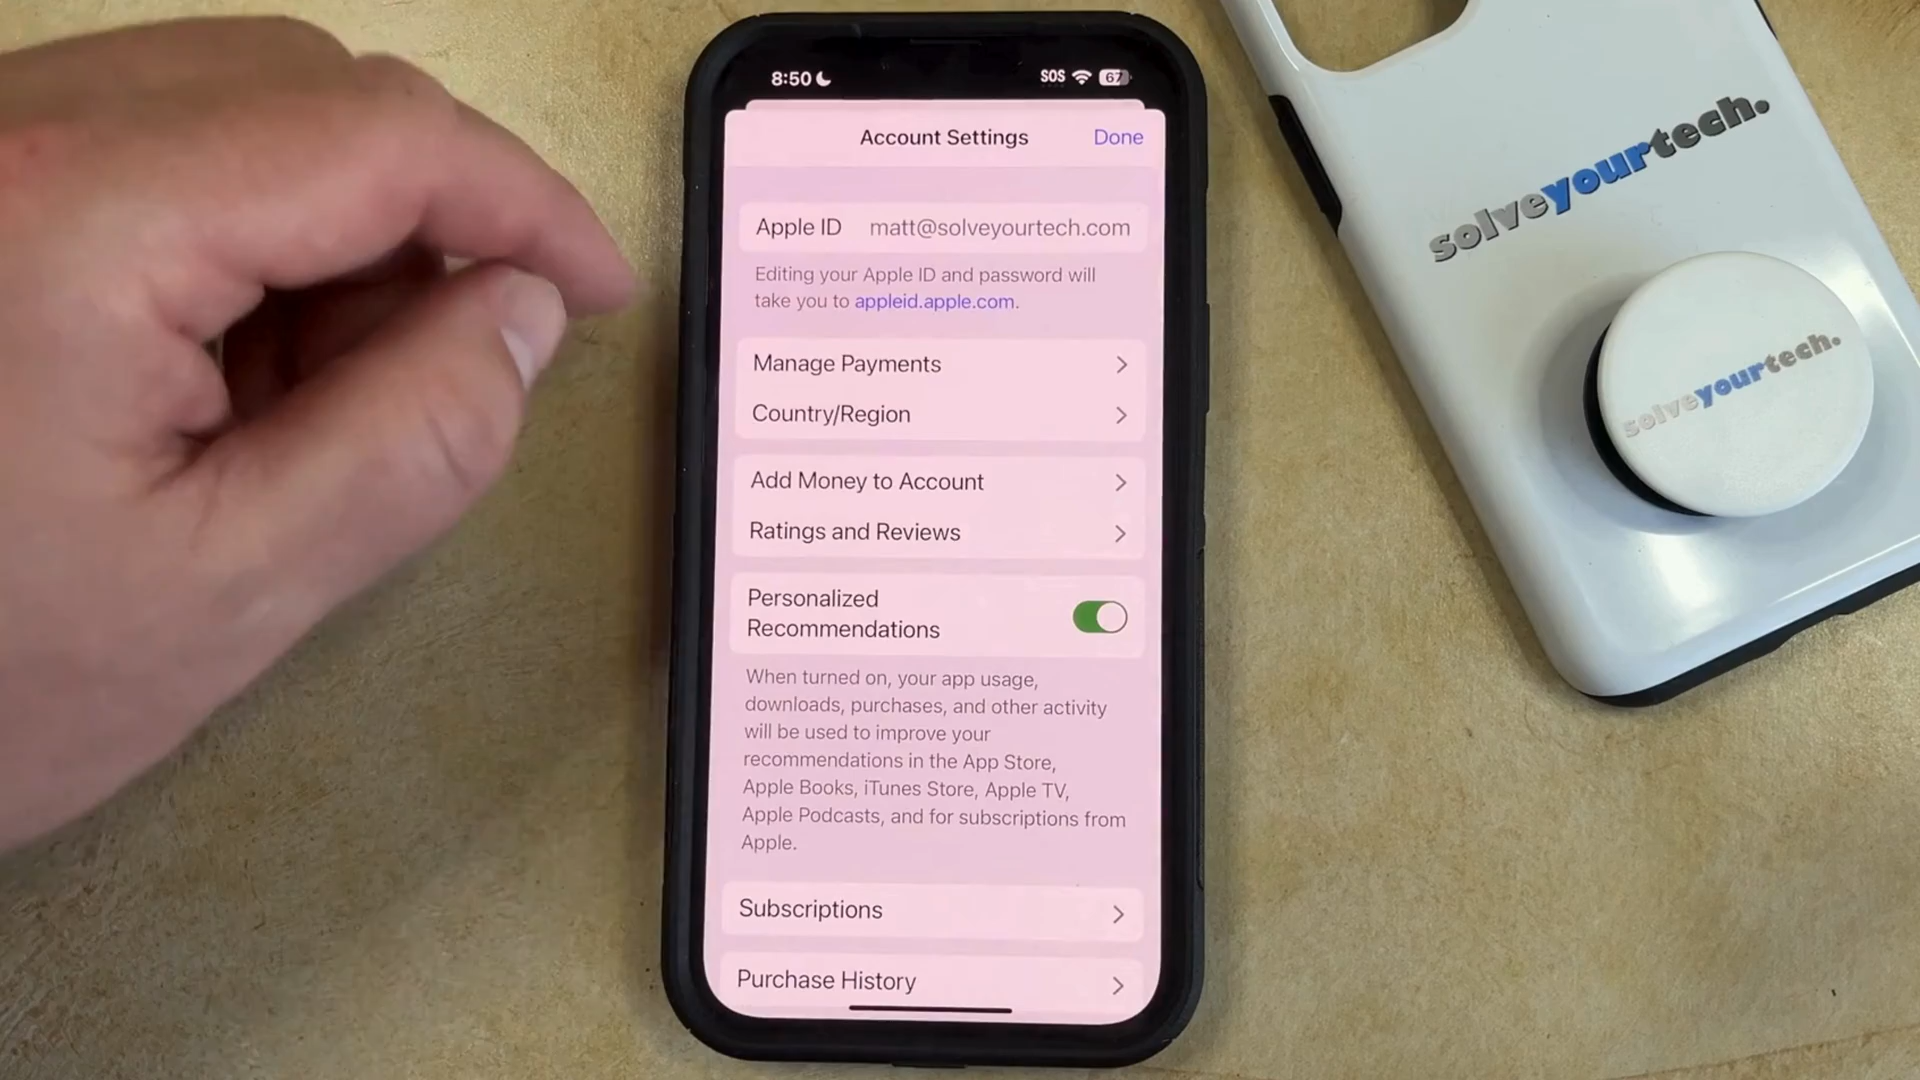 8:50
SOS
67
Account Settings
Done
Apple ID matt@solveyourtech.com
Editing your Apple ID and password will
take you to appleid.apple.com.
Manage Payments
Country/Region
Add Money to Account
Ratings and Reviews
Personalized
Recommendations
When turned on, your app usage,
downloads, purchases, and other activity
will be used to improve your
recommendations in the App Store,
Apple Books, iTunes Store, Apple TV,
Apple Podcasts, and for subscriptions from
Apple.
Subscriptions
Purchase History
solveyourtech.
solveyourtech.